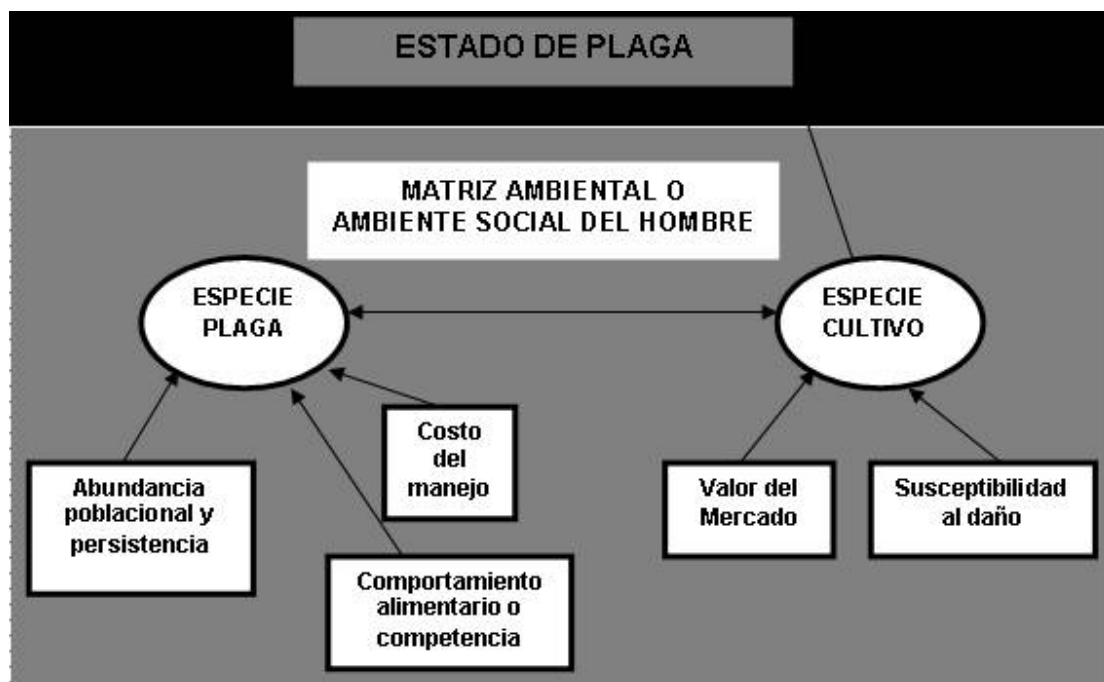 ESTADO DE PLAGA
MATRIZ AMBIENTAL O
AMBIENTE SOCIAL DEL HOMBRE
ESPECIE
PLAGA
ESPECIE
CULTIVO
Costo
del
manejo
Abundancia
poblacional y
persistencia
Valor del
Mercado
Susceptibilidad
al daño
Comportamiento
alimentario o
competencia